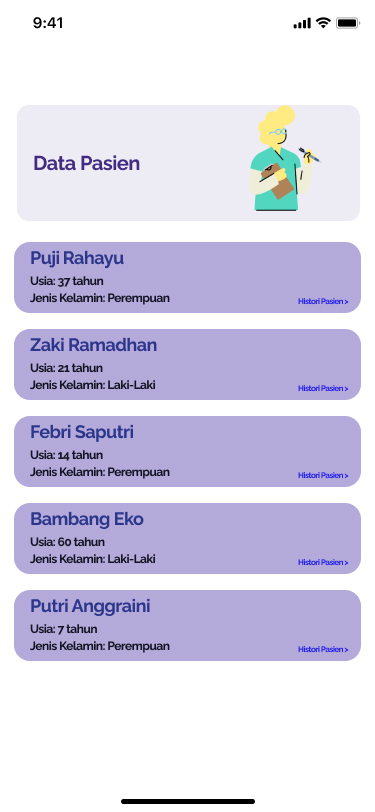 9:41
Data Pasien
Puji Rahayu
Usia: 37 tahun
Jenis Kelamin: Perempuan
Histori Pasien >
Zaki Ramadhan
Usia: 21 tahun
Jenis Kelamin: Laki-Laki
Histori Pasien >
Febri Saputri
Usia: 14 tahun
Jenis Kelamin: Perempuan
Histori Pasien >
Bambang Eko
Usia: 60 tahun
Jenis Kelamin: Laki-Laki
Histori Pasien >
Putri Anggraini
Usia: 7 tahun
Jenis Kelamin: Perempuan
Histori Pasien >